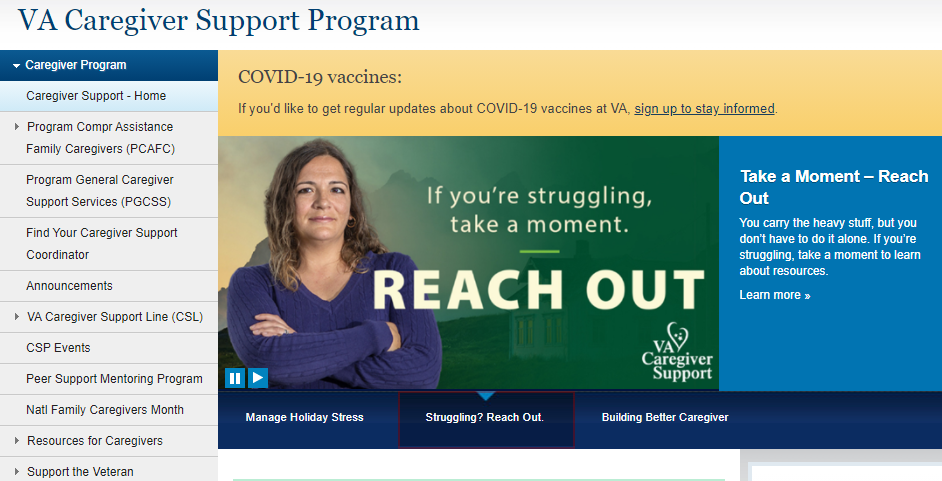 VA Caregiver Support Program
Caregiver Program
Caregiver Support - Home
Program Compr Assistance
Family Caregivers (PCAFC)
Program General Caregiver
Support Services (PGCSS)
Find Your Caregiver Support
Coordinator
Announcements
VA Caregiver Support Line (CSL)
CSP Events
Peer Support Mentoring Program
Natl Family Caregivers Month
Resources for Caregivers
Support the Veteran
COVID-19 vaccines:
If you'd like to get regular updates about COVID-19 vaccines at VA, sign up to stay informed.
If you're struggling,
take a moment.
REACH OUT
VA
Caregiver
Support
Take a Moment – Reach
Out
You carry the heavy stuff, but you
don't have to do it alone. If you're
struggling, take a moment to learn
about resources.
Learn more »
Manage Holiday Stress
Struggling? Reach Out.
Building Better Caregiver